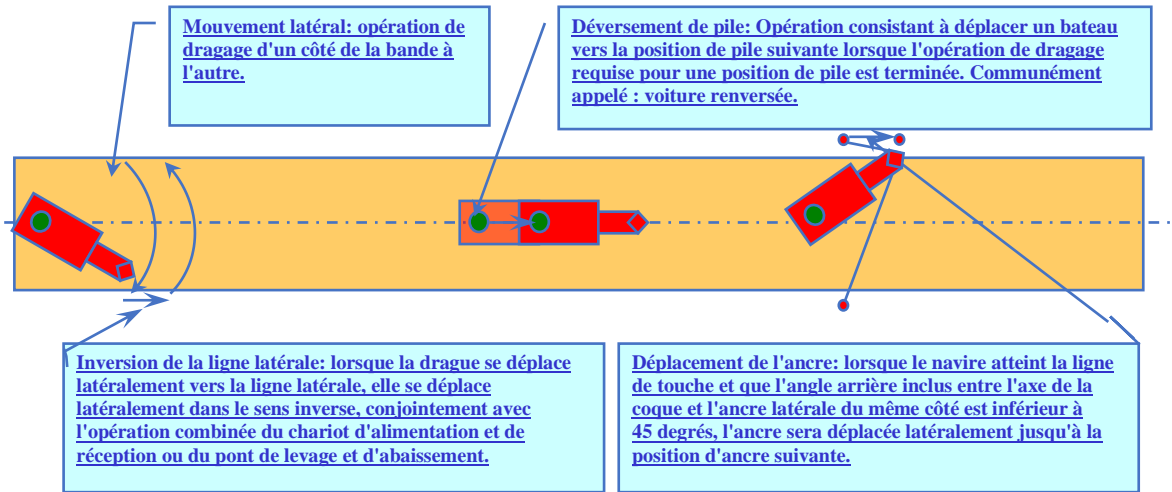 Mouvement latéral: opération de
dragage d'un côté de la bande à
l'autre.
Déversement de pile: Opération consistant à déplacer un bateau
vers la position de pile suivante lorsque l'opération de dragage
requise pour une position de pile est terminée. Communément
appelé : voiture renversée.
Inversion de la ligne latérale: lorsque la drague se déplace
latéralement vers la ligne latérale, elle se déplace
latéralement dans le sens inverse, conjointement avec
l'opération combinée du chariot d'alimentation et de
réception ou du pont de levage et d'abaissement.
Déplacement de l'ancre: lorsque le navire atteint la ligne
de touche et que l'angle arrière inclus entre l'axe de la
coque et l'ancre latérale du même côté est inférieur à
45 degrés, l'ancre sera déplacée latéralement jusqu'à la
position d'ancre suivante.